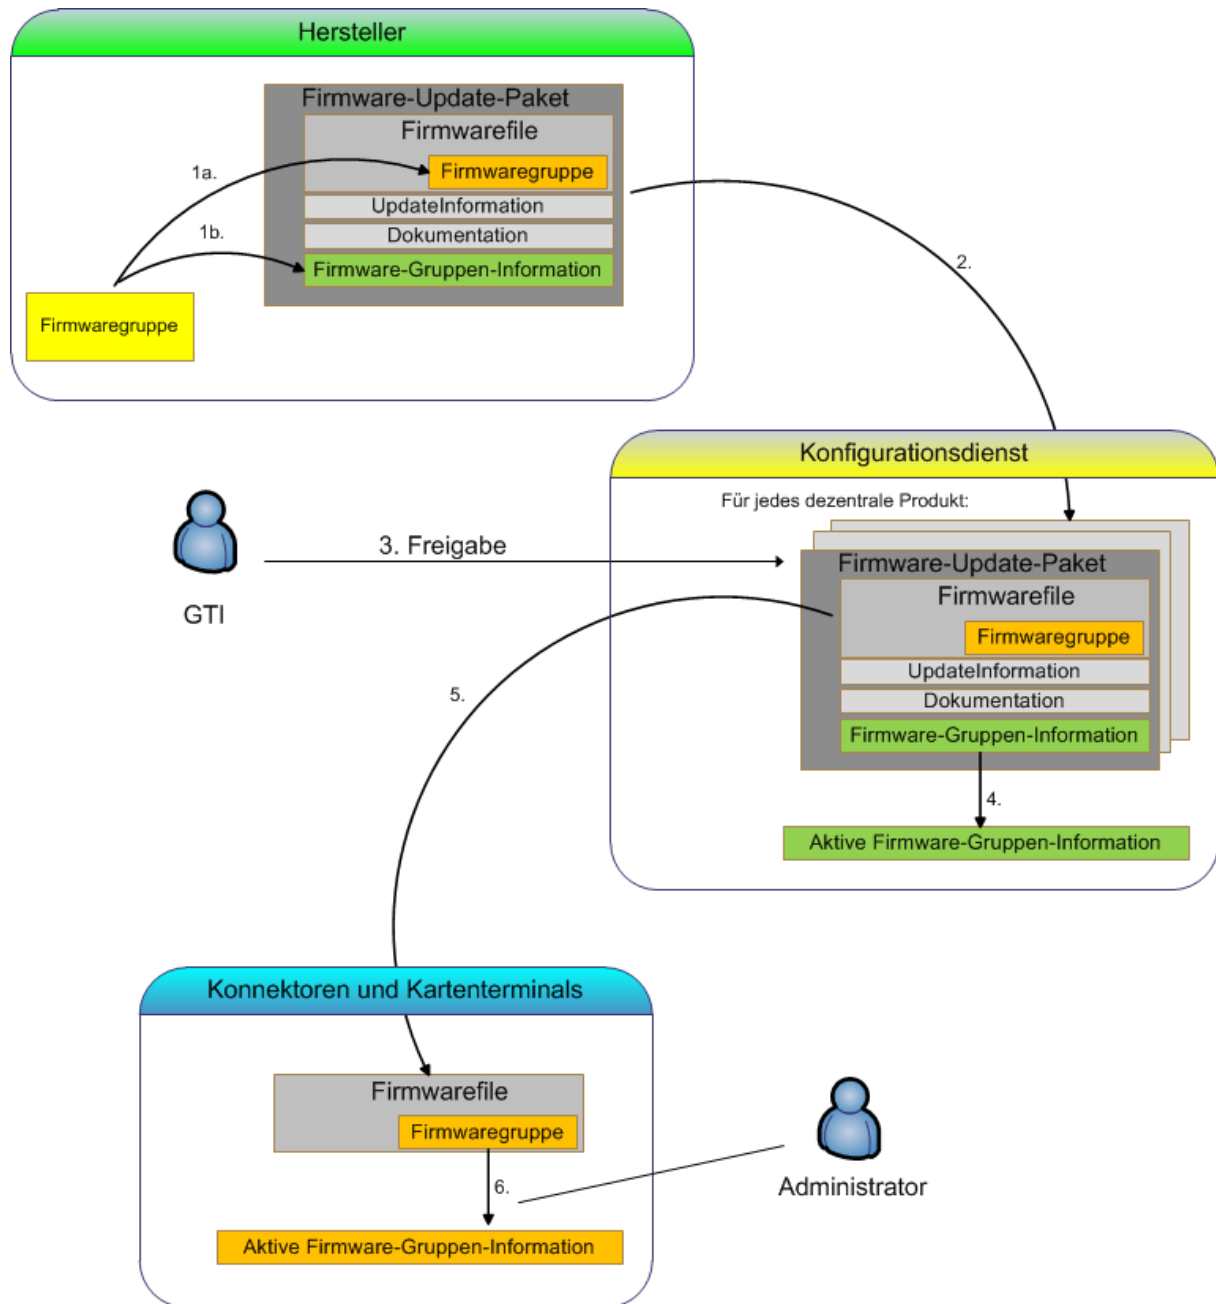 Hersteller
Firmware-Update-Paket
Firmwarefile
1a.
Firmwaregruppe
UpdateInformation
1b.
Dokumentation
Firmware-Gruppen-Information
Firmwaregruppe
2.
Konfigurationsdienst
Für jedes dezentrale Produkt:
3. Freigabe
GTI
Firmware-Update-Paket
Firmwarefile
Firmwaregruppe
UpdateInformation
Dokumentation
Firmware-Gruppen-Information
4.
Aktive Firmware-Gruppen-Information
5.
Konnektoren und Kartenterminals
Firmwarefile
Firmwaregruppe
6.
Administrator
Aktive Firmware-Gruppen-Information